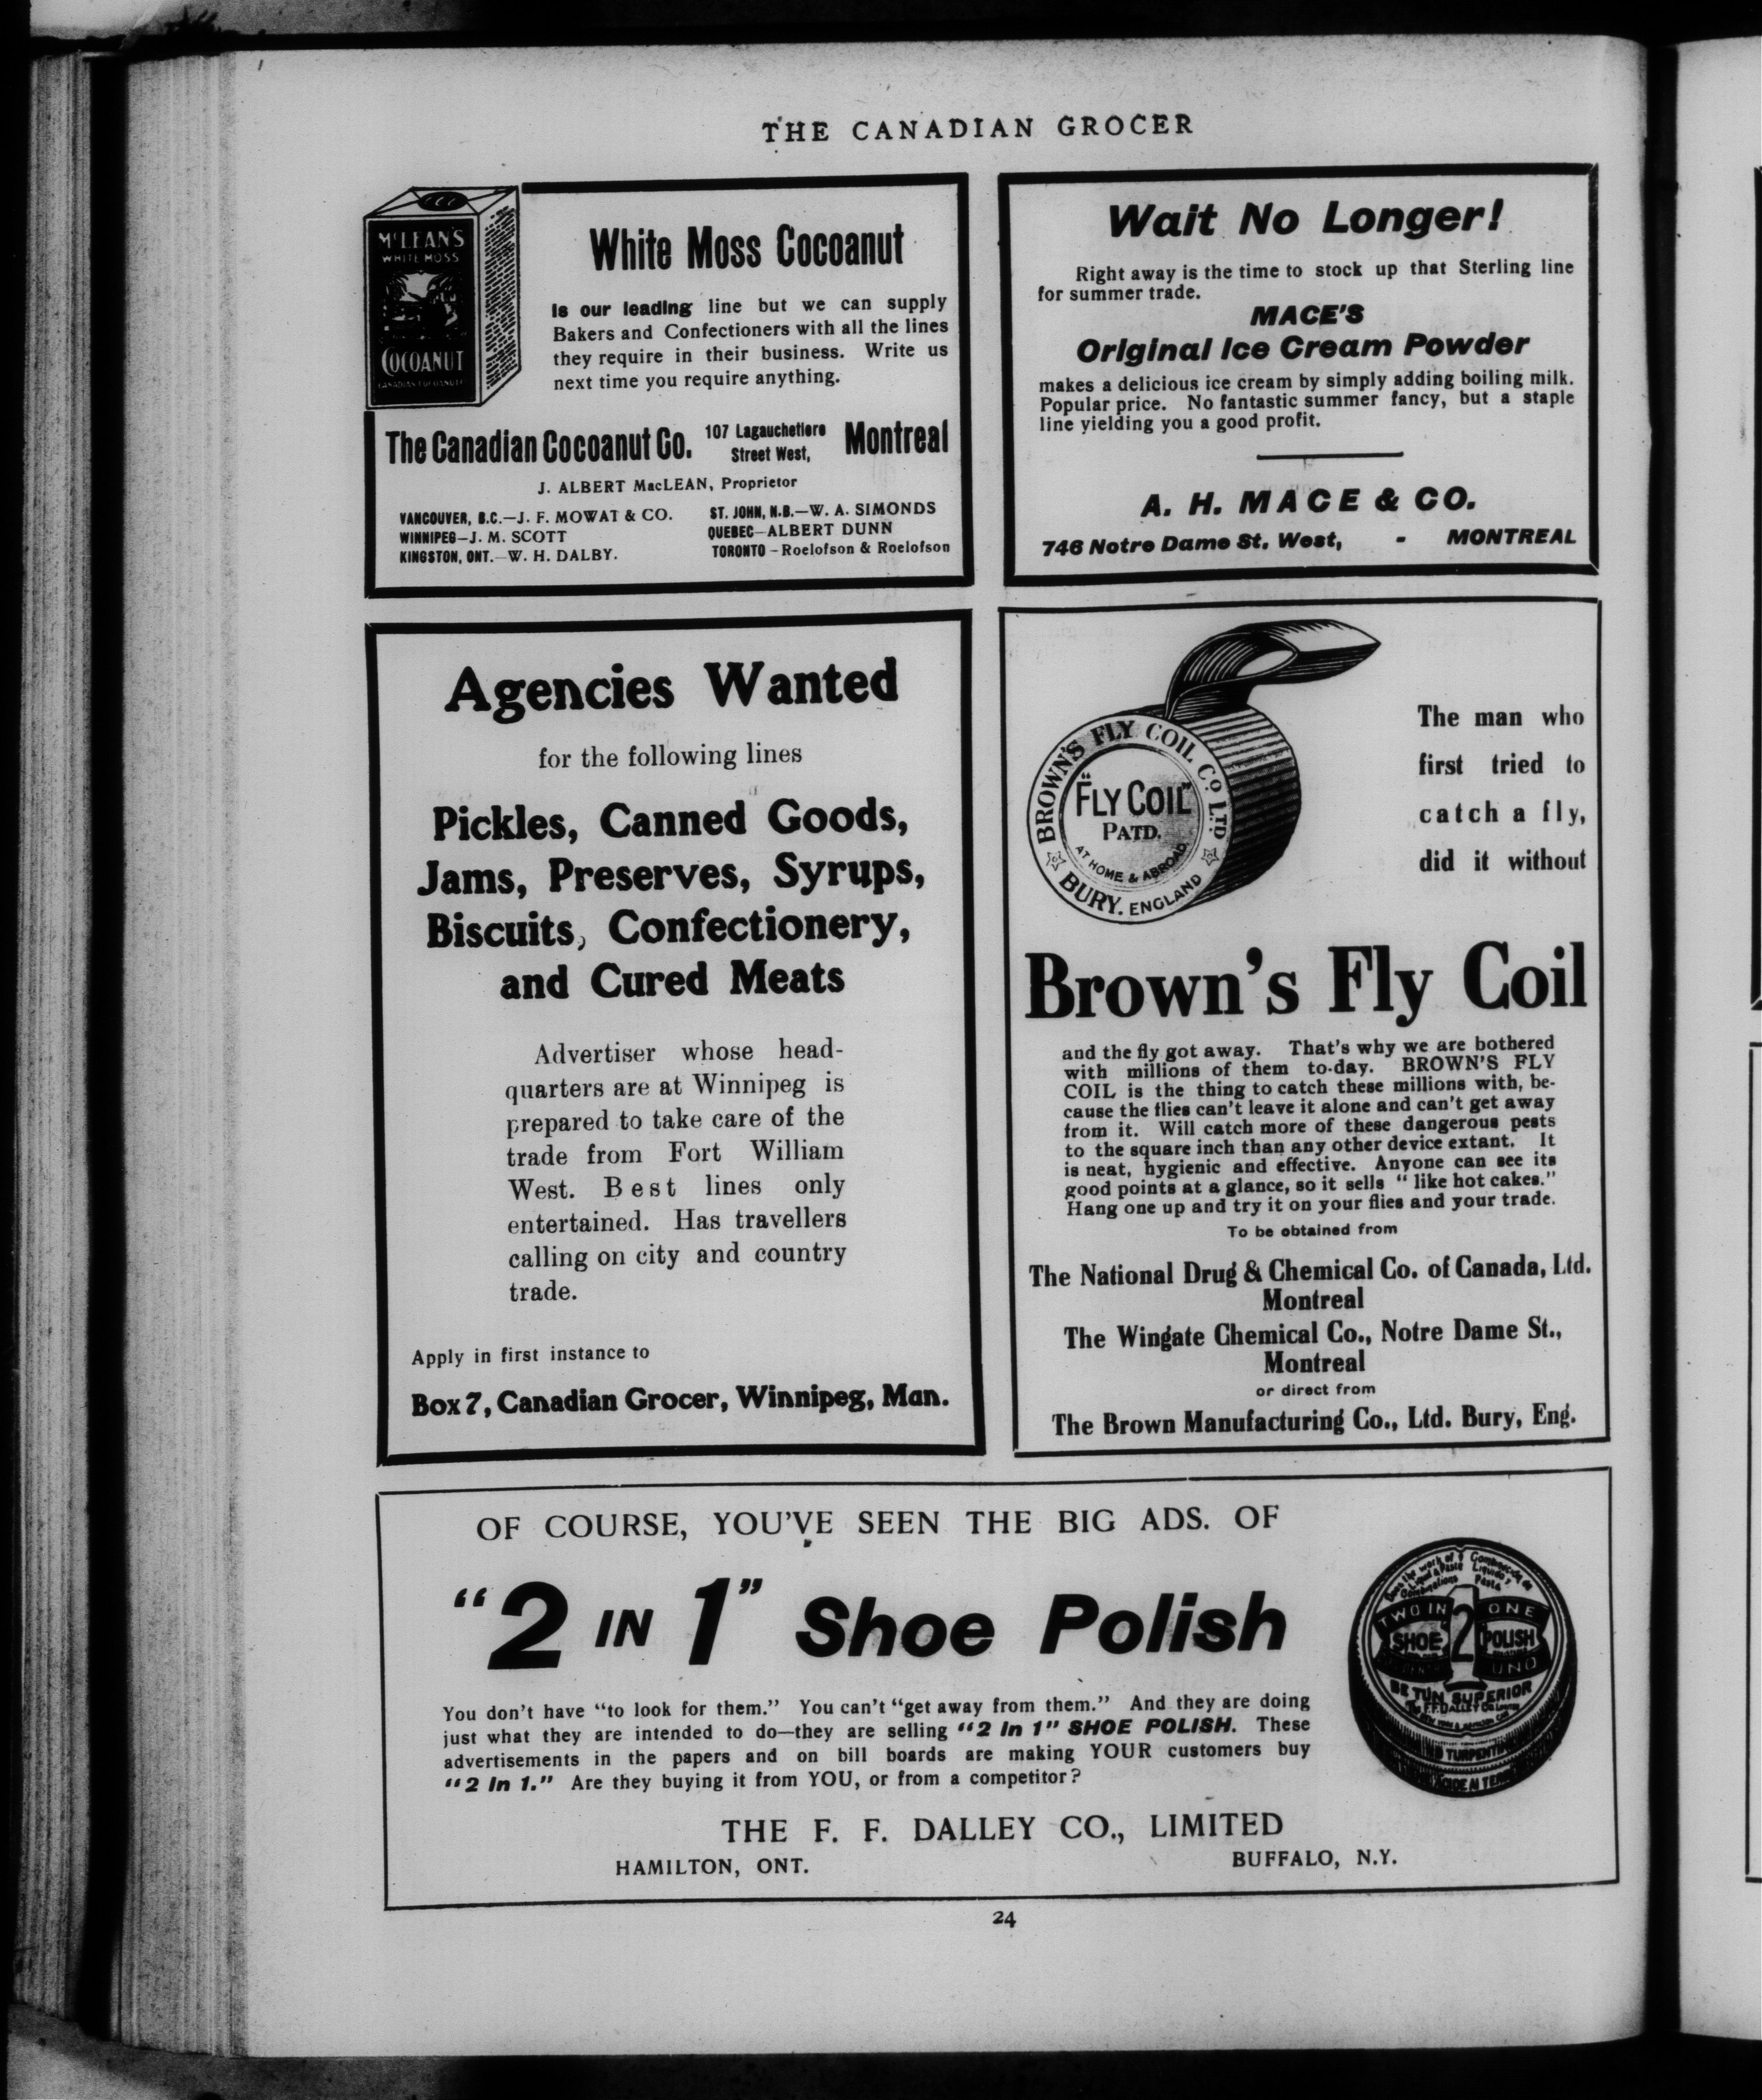 THE CANADIAN GROCER
McLEAN'S
WHITE MOSS
COCOANUT
White Moss Cocoanut
is our leading line but we can supply
Bakers and Confectioners with all the lines
they require in their business. Write us
next time you require anything.
The Canadian Cocoanut Co. 107 Lagauchetiere
Street West, Montreal
J. ALBERT MacLEAN, Proprietor
VANCOUVER, B.C.—J. F. MOWAT & CO.
WINNIPEG—J. M. SCOTT
KINGSTON, ONT.—W. H. DALBY.
ST. JOHN, N.B.—W. A. SIMONDS
QUEBEC—ALBERT DUNN
TORONTO—Roelofson & Roelofson
Wait No Longer!
Right away is the time to stock up that Sterling line
for summer trade.
MACE'S
Original Ice Cream Powder
makes a delicious ice cream by simply adding boiling milk.
Popular price. No fantastic summer fancy, but a staple
line yielding you a good profit.
A. H. MACE & CO.
746 Notre Dame St. West, - MONTREAL
Agencies Wanted
for the following lines
Pickles, Canned Goods,
Jams, Preserves, Syrups,
Biscuits, Confectionery,
and Cured Meats
Advertiser whose head-
quarters are at Winnipeg is
prepared to take care of the
trade from Fort William
West. Best lines only
entertained. Has travellers
calling on city and country
trade.
Apply in first instance to
Box 7, Canadian Grocer, Winnipeg, Man.
BROWN'S FLY COIL CO. LTD.
"FLY COIL"
PATD.
AT HOME & ABROAD.
BURY. ENGLAND
The man who
first tried to
catch a fly,
did it without
Brown's Fly Coil
and the fly got away. That's why we are bothered
with millions of them to-day. BROWN'S FLY
COIL is the thing to catch these millions with, be-
cause the flies can't leave it alone and can't get away
from it. Will catch more of these dangerous pests
to the square inch than any other device extant. It
is neat, hygienic and effective. Anyone can see its
good points at a glance, so it sells "like hot cakes."
Hang one up and try it on your flies and your trade.
To be obtained from
The National Drug & Chemical Co. of Canada, Ltd.
Montreal
The Wingate Chemical Co., Notre Dame St.,
Montreal
or direct from
The Brown Manufacturing Co., Ltd. Bury, Eng.
OF COURSE, YOU'VE SEEN THE BIG ADS. OF
"2 IN 1" Shoe Polish
You don't have "to look for them." You can't "get away from them." And they are doing
just what they are intended to do—they are selling "2 in 1" SHOE POLISH. These
advertisements in the papers and on bill boards are making YOUR customers buy
"2 in 1." Are they buying it from YOU, or from a competitor?
TWO IN ONE
SHOE 2 POLISH
UNO
SUPERIOR
THE F. F. DALLEY CO., LIMITED
HAMILTON, ONT. BUFFALO, N.Y.
24